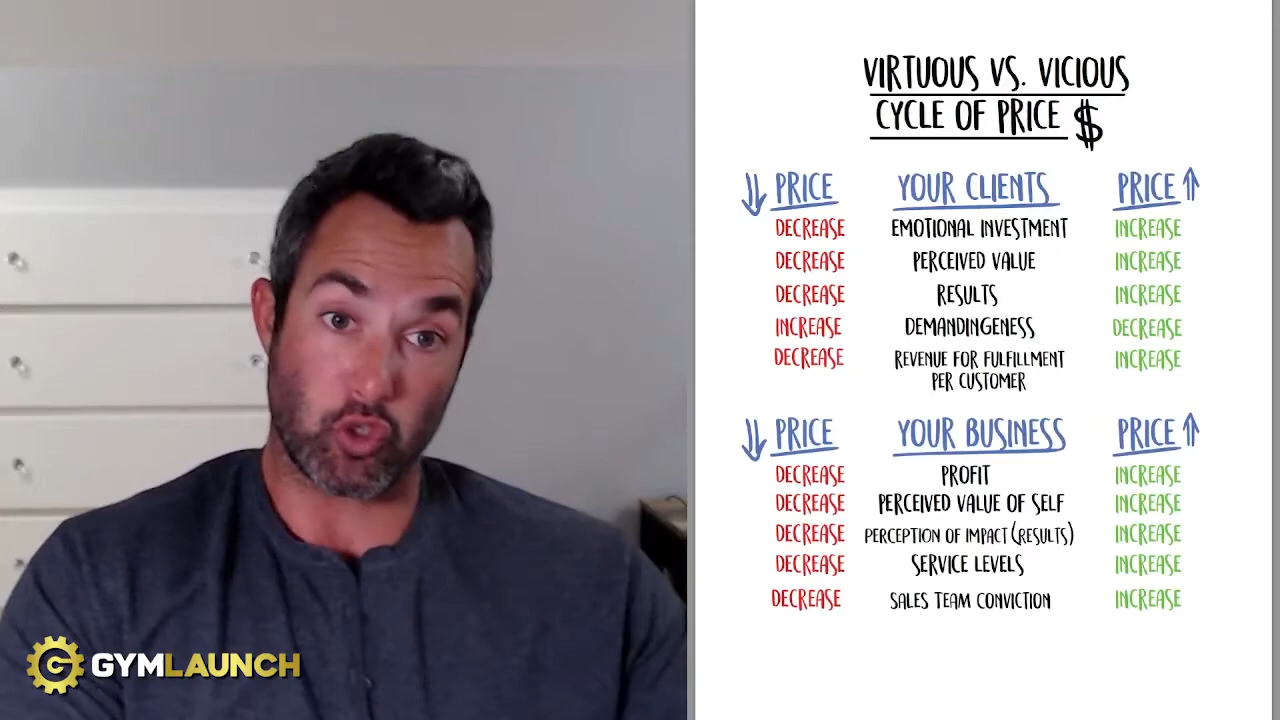 VIRTUOUS VS. VICIOUS
CYCLE OF PRICE $
PRICE YOUR CLIENTS PRICE
DECREASE EMOTIONAL INVESTMENT INCREASE
DECREASE PERCEIVED VALUE INCREASE
DECREASE RESULTS INCREASE
INCREASE DEMANDINGENESS DECREASE
DECREASE REVENUE FOR FULFILLMENT INCREASE
PER CUSTOMER
PRICE YOUR BUSINESS PRICE
DECREASE PROFIT INCREASE
DECREASE PERCEIVED VALUE OF SELF INCREASE
DECREASE PERCEPTION OF IMPACT (RESULTS) INCREASE
DECREASE SERVICE LEVELS INCREASE
DECREASE SALES TEAM CONVICTION INCREASE
G GYMLAUNCH